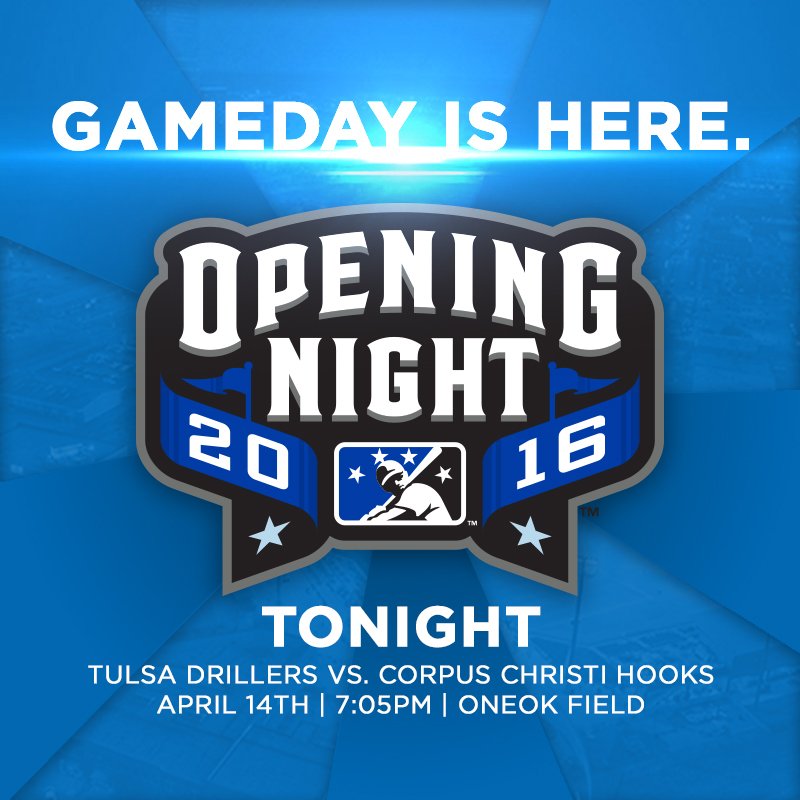 GAMEDAY IS HERE.
OPENING
NIGHT
20 16
TM
TM
TONIGHT
TULSA DRILLERS VS. CORPUS CHRISTI HOOKS
APRIL 14TH | 7:05PM | ONEOK FIELD